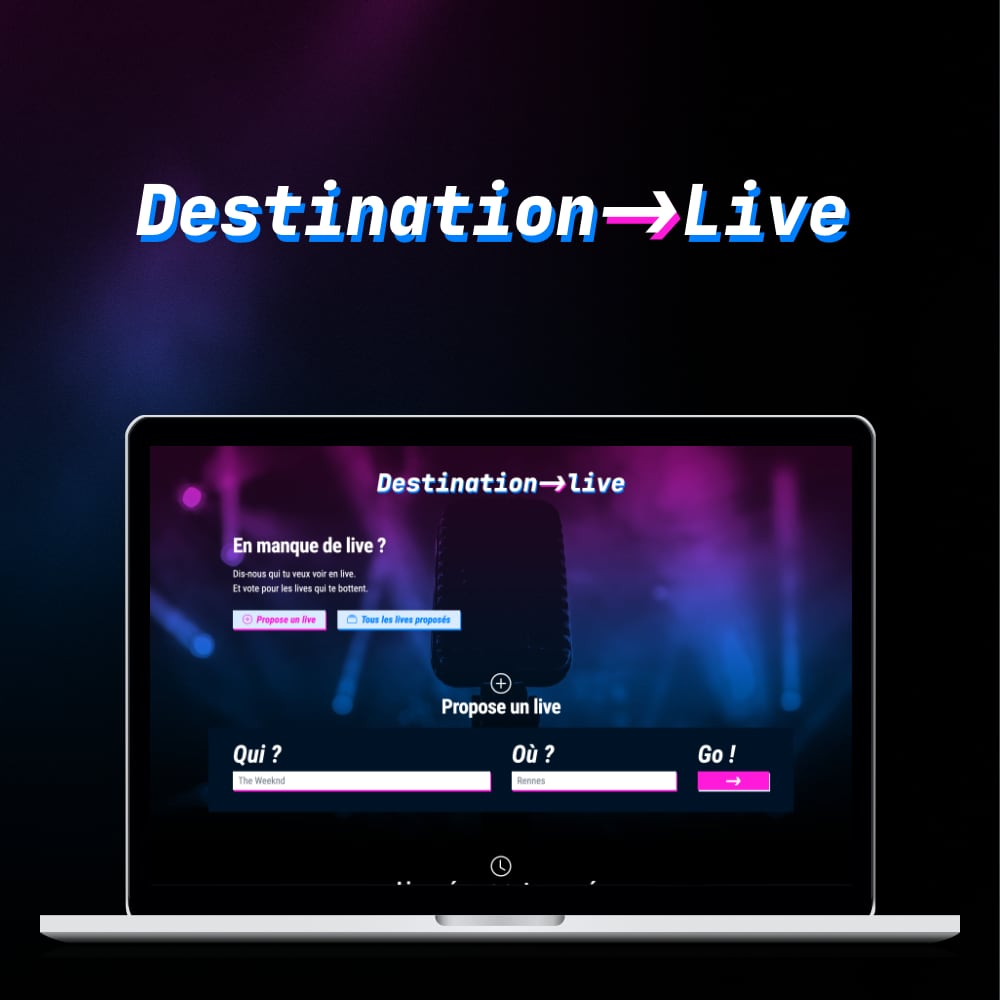 Destination→Live
Destination→live
En manque de live ?
Dis-nous qui tu veux voir en live.
Et vote pour les lives qui te bottent.
Propose un live
Tous les lives proposés
Propose un live
Qui ?
Où ?
Go !
The Weeknd
Rennes